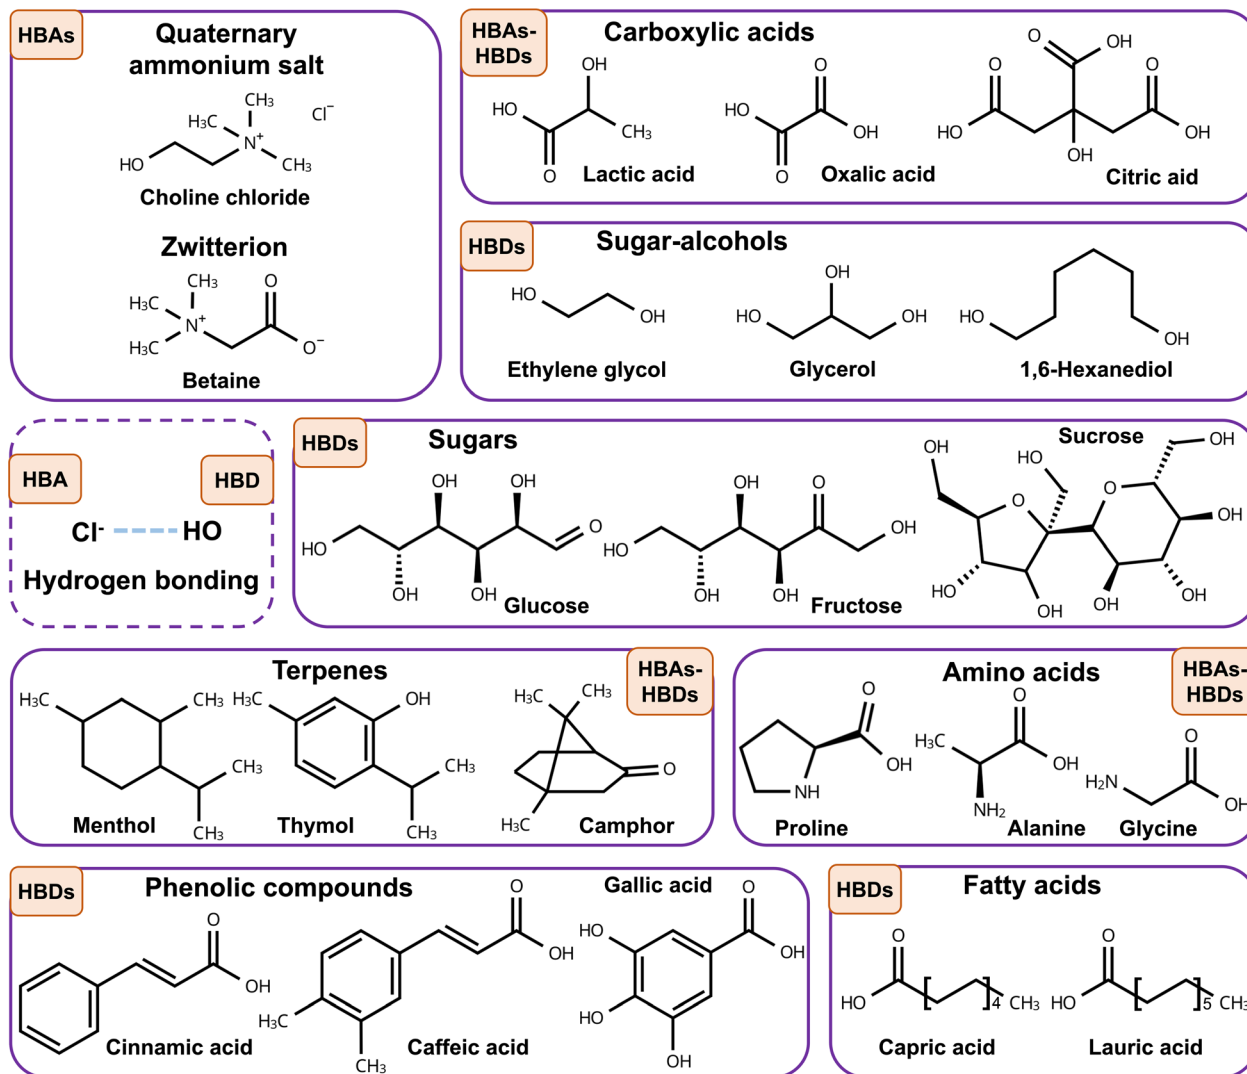 HBAs
Quaternary
ammonium salt
CH₃
H₃C
Cl⁻
N⁺
HO
CH₃
Choline chloride
Zwitterion
CH₃
O
H₃C
N⁺
H₃C
O⁻
Betaine
HBAs-
HBDs
Carboxylic acids
OH
HO
CH₃
O
Lactic acid
O
HO
OH
O
Oxalic acid
O
OH
O
O
HO
OH
OH
Citric aid
HBDs
Sugar-alcohols
HO
OH
Ethylene glycol
OH
HO
OH
Glycerol
HO
OH
1,6-Hexanediol
HBA
HBD
Cl⁻
HO
Hydrogen bonding
HBDs
Sugars
OH
OH
O
HO
OH
OH
Glucose
OH
O
OH
HO
OH
OH
Fructose
Sucrose
OH
OH
HO
O
O
OH
HO
OH
OH
OH
Terpenes
HBAs-
HBDs
H₃C
CH₃
CH₃
CH₃
Menthol
H₃C
OH
CH₃
CH₃
Thymol
H₃C
CH₃
O
H₃C
Camphor
Amino acids
HBAs-
HBDs
O
OH
NH
Proline
O
H₃C
OH
NH₂
Alanine
O
H₂N
OH
Glycine
HBDs
Phenolic compounds
O
OH
Cinnamic acid
O
OH
H₃C
CH₃
Caffeic acid
Gallic acid
O
HO
OH
HO
OH
HBDs
Fatty acids
O
HO
[ ]4
CH₃
Capric acid
O
HO
[ ]5
CH₃
Lauric acid